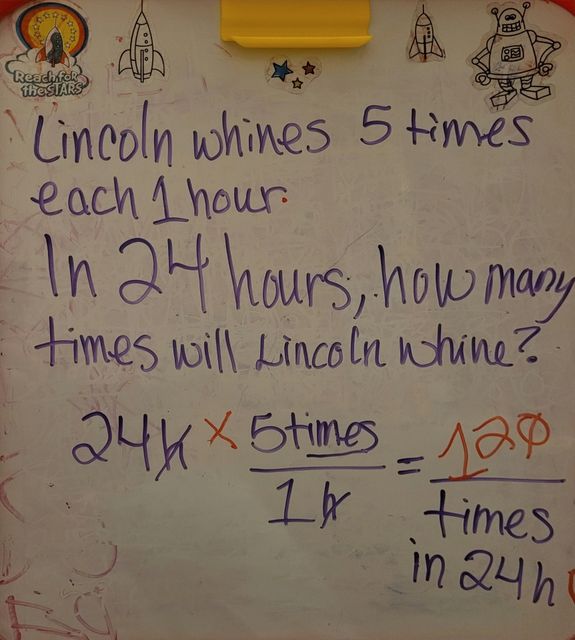 Reach for
the STARS
Lincoln whines 5 times
each 1 hour.
In 24 hours, how many
times will Lincoln whine?
24h × 5 times / 1h = 120
times
in 24h